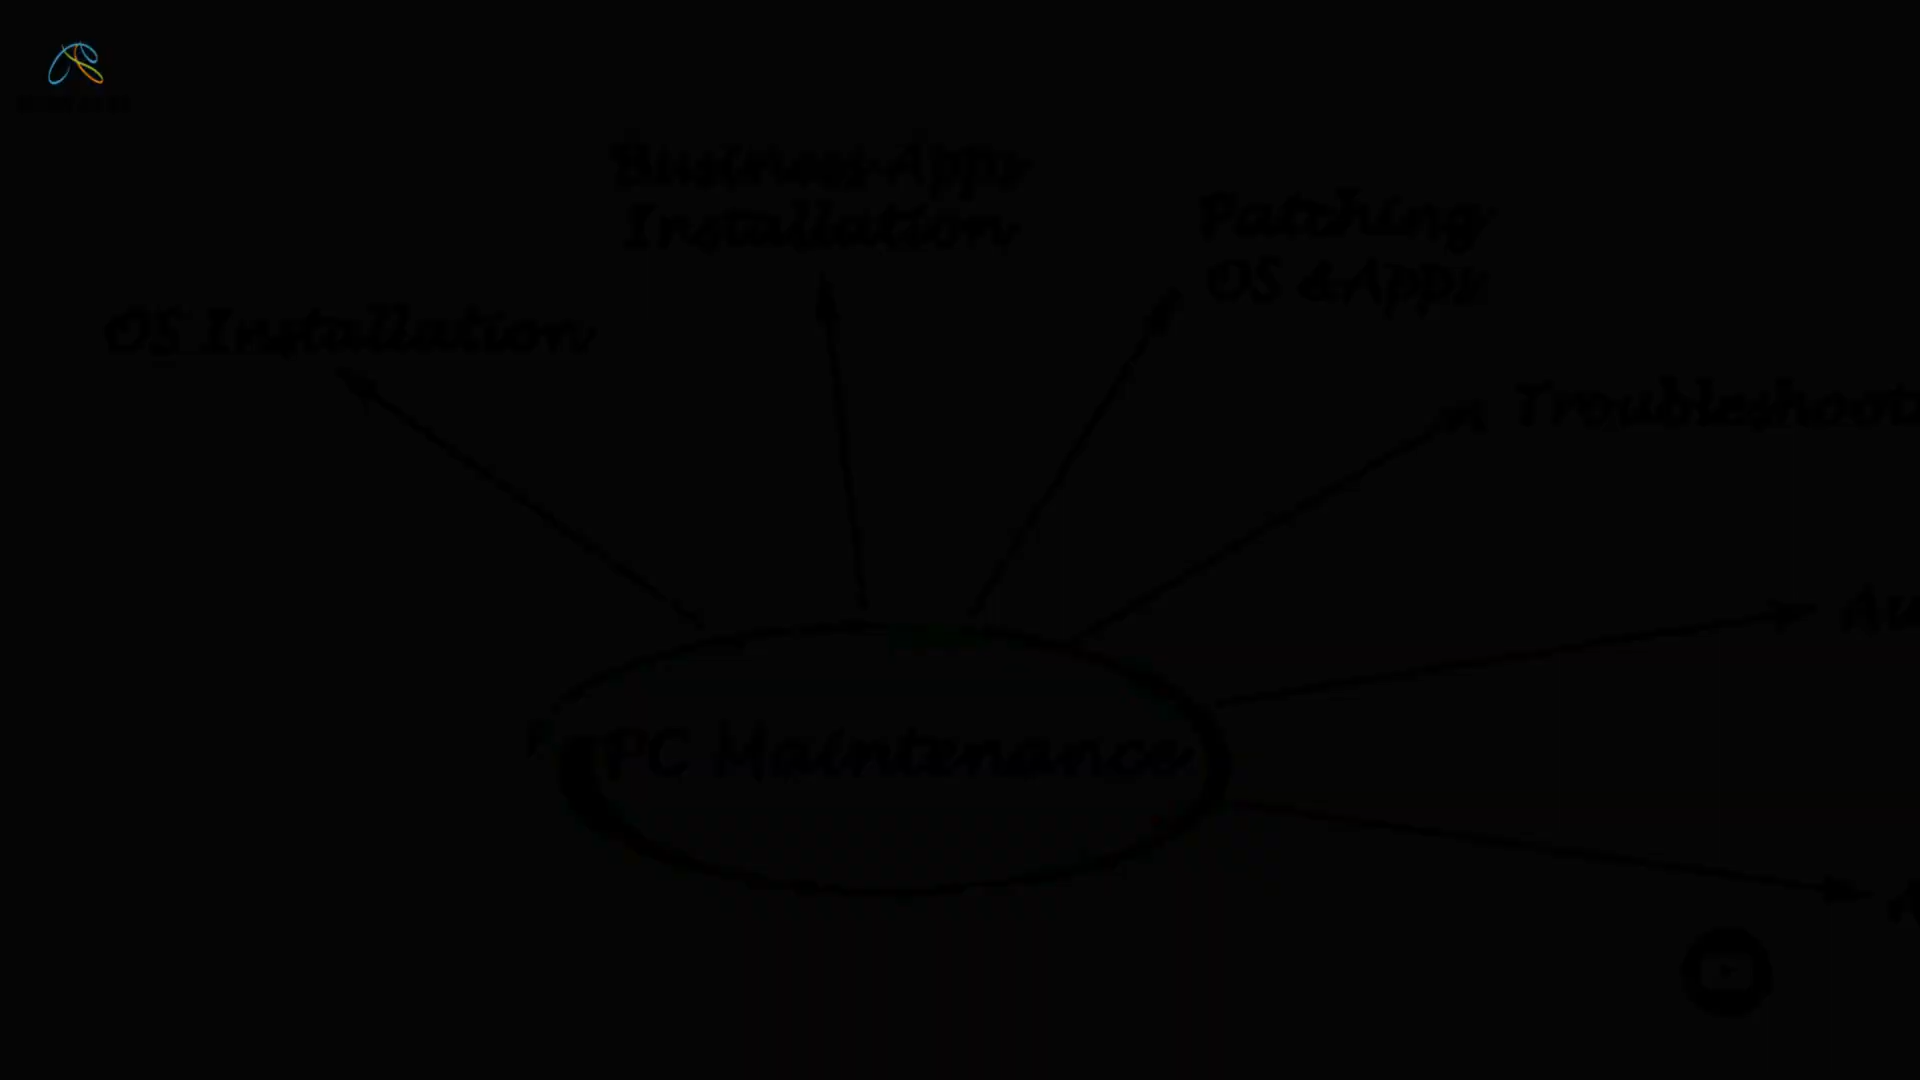 Business Apps
Installation
Patching
OS & Apps
OS Installation
Troubleshoot
PC Maintenance